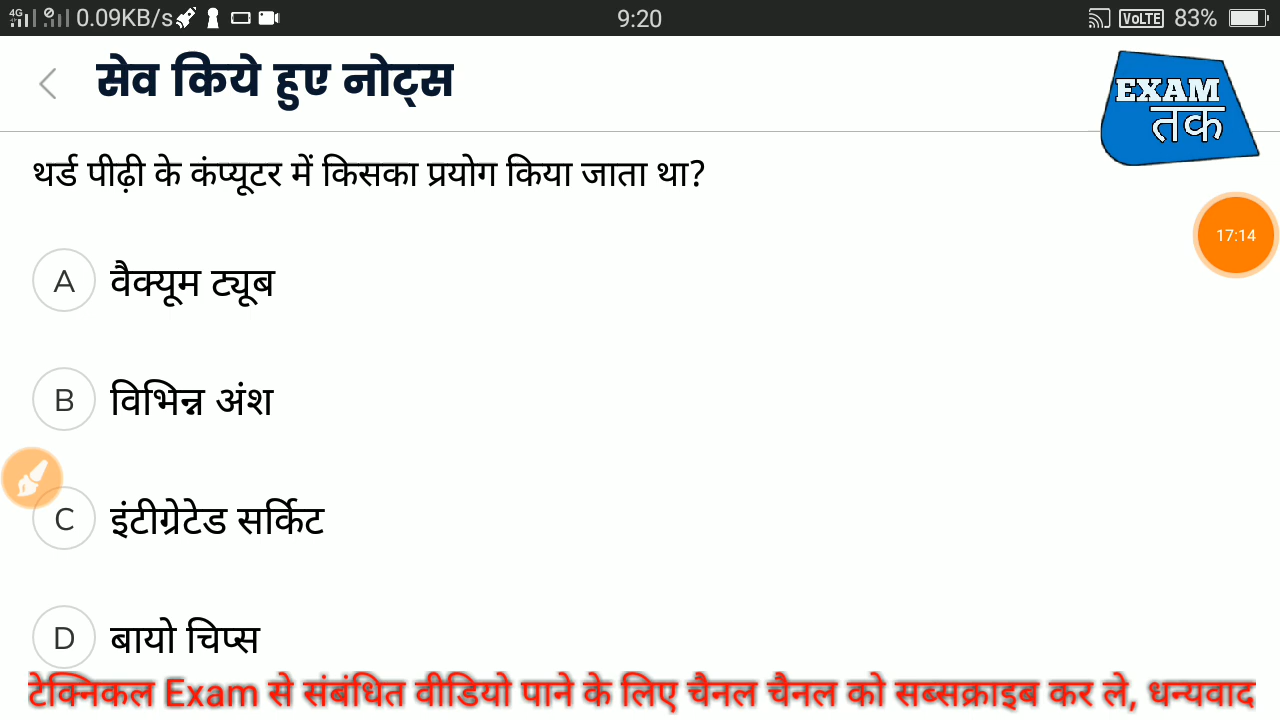 4G 0.09KB/s 9:20 VoLTE 83%
सेव किये हुए नोट्स
EXAM
तक
थर्ड पीढ़ी के कंप्यूटर में किसका प्रयोग किया जाता था?
17:14
A वैक्यूम ट्यूब
B विभिन्न अंश
C इंटीग्रेटेड सर्किट
D बायो चिप्स
टेक्निकल Exam से संबंधित वीडियो पाने के लिए चैनल चैनल को सब्सक्राइब कर ले, धन्यवाद